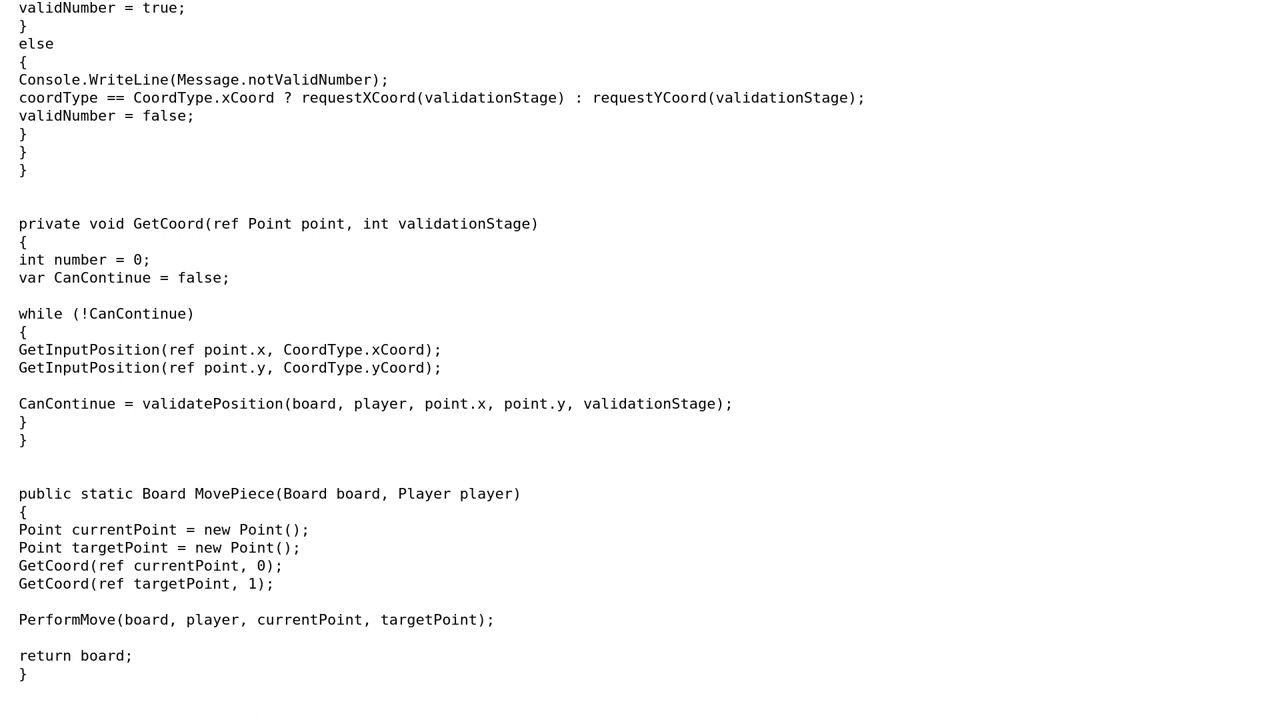 validNumber = true;
}
else
{
Console.WriteLine(Message.notValidNumber);
coordType == CoordType.xCoord ? requestXCoord(validationStage) : requestYCoord(validationStage);
validNumber = false;
}
}
}
private void GetCoord(ref Point point, int validationStage)
{
int number = 0;
var CanContinue = false;
while (!CanContinue)
{
GetInputPosition(ref point.x, CoordType.xCoord);
GetInputPosition(ref point.y, CoordType.yCoord);
CanContinue = validatePosition(board, player, point.x, point.y, validationStage);
}
}
public static Board MovePiece(Board board, Player player)
{
Point currentPoint = new Point();
Point targetPoint = new Point();
GetCoord(ref currentPoint, 0);
GetCoord(ref targetPoint, 1);
PerformMove(board, player, currentPoint, targetPoint);
return board;
}